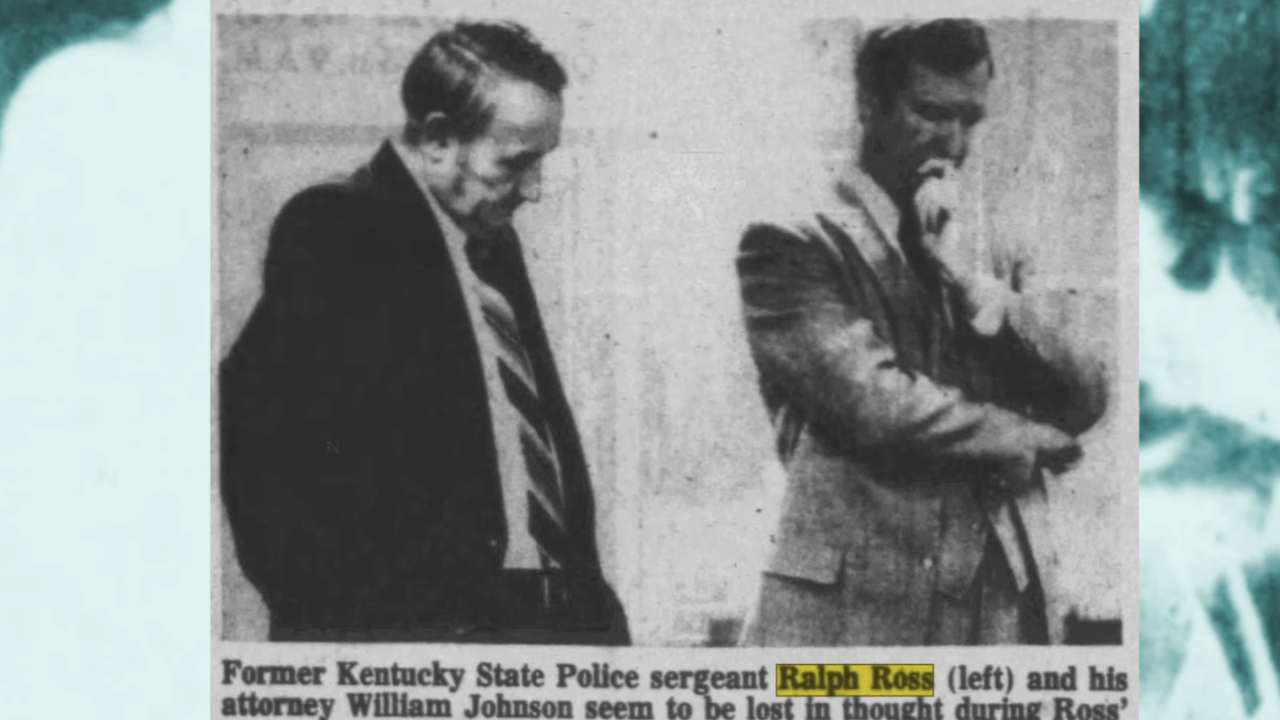 Former Kentucky State Police sergeant Ralph Ross (left) and his
attorney William Johnson seem to be lost in thought during Ross'